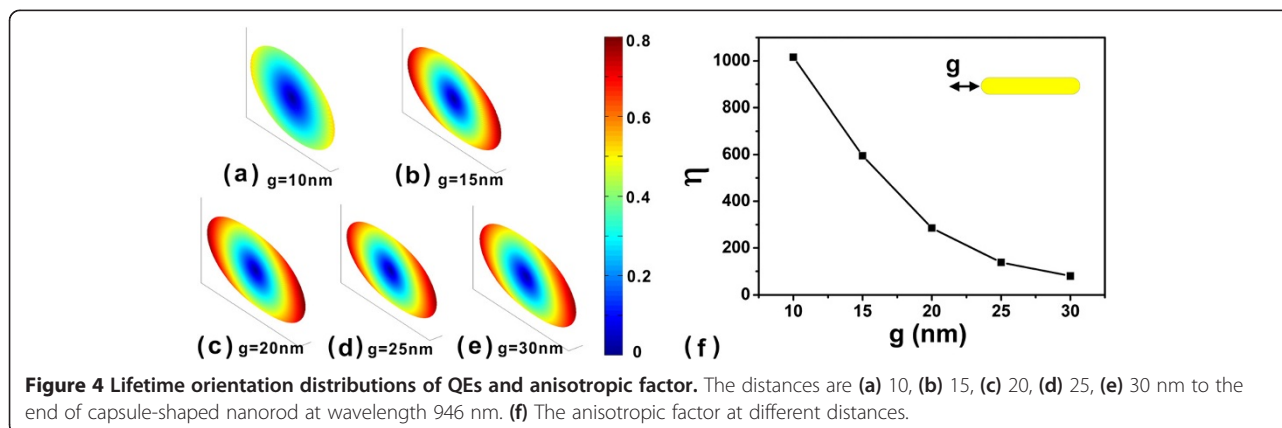 (a) g=10nm
(b) g=15nm
(c) g=20nm
(d) g=25nm
(e) g=30nm
0.8
0.6
0.4
0.2
0
1000
800
600
400
200
0
η
g
10 15 20 25 30
g (nm)
(f)
Figure 4 Lifetime orientation distributions of QEs and anisotropic factor. The distances are (a) 10, (b) 15, (c) 20, (d) 25, (e) 30 nm to the
end of capsule-shaped nanorod at wavelength 946 nm. (f) The anisotropic factor at different distances.